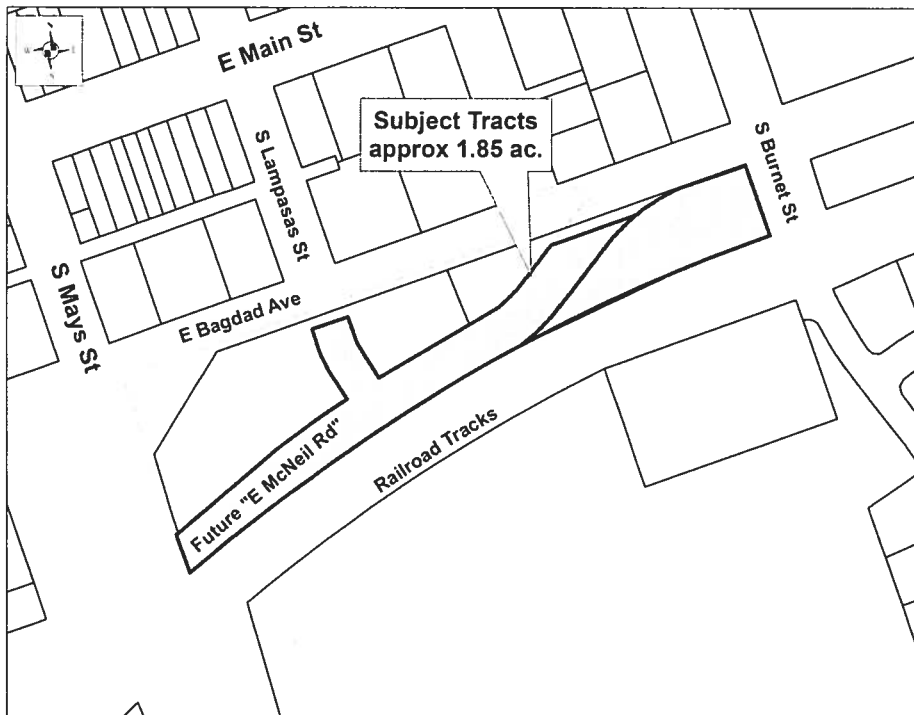 E Main St
Subject Tracts
approx 1.85 ac.
S Lampasas St
S Burnet St
S Mays St
E Bagdad Ave
Railroad Tracks
Future "E McNeil Rd"